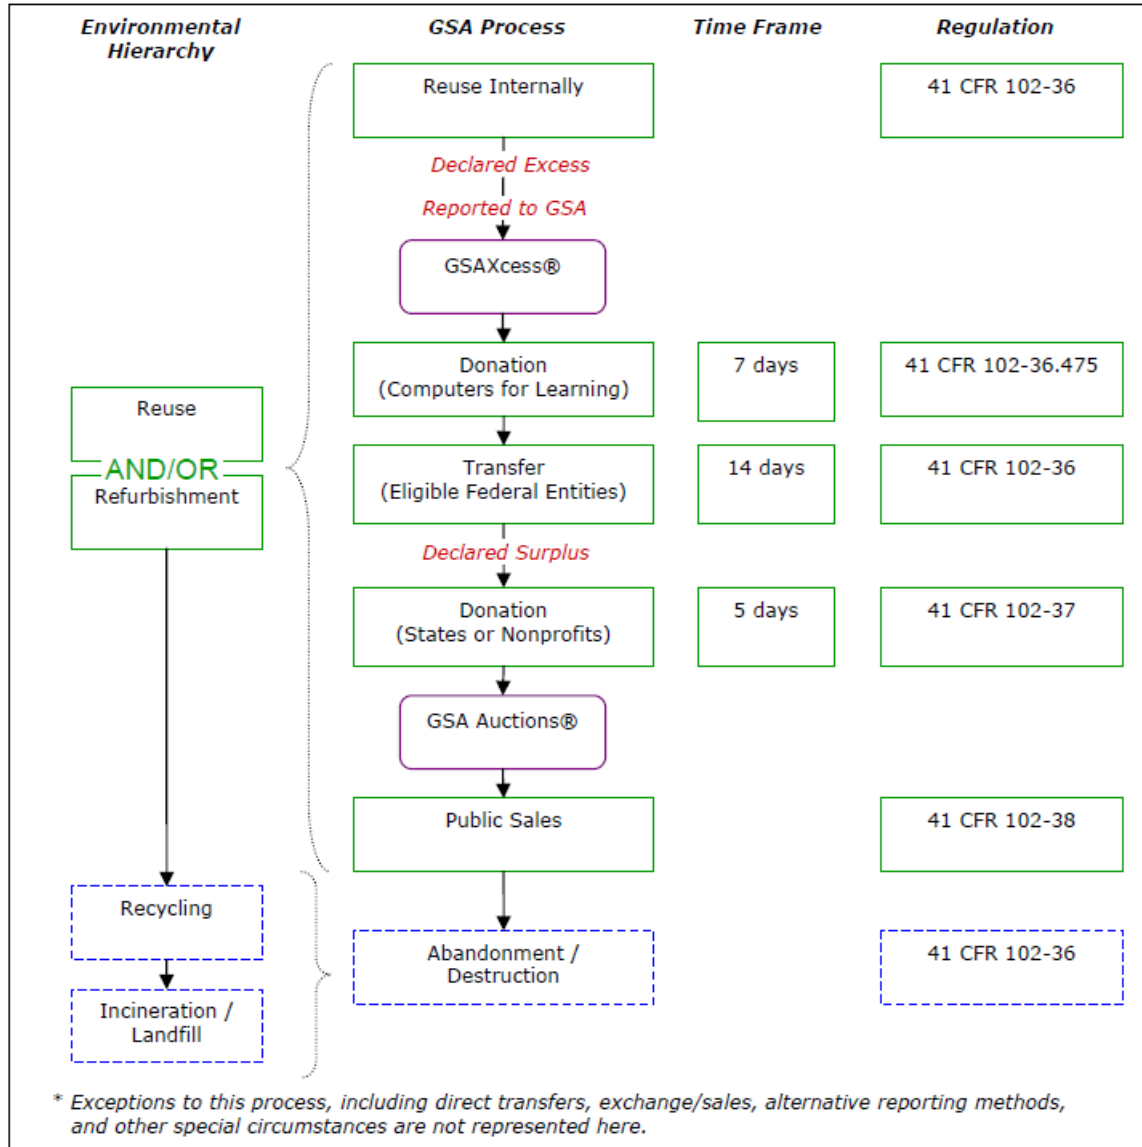 Environmental
Hierarchy
GSA Process
Time Frame
Regulation
Reuse Internally
41 CFR 102-36
Declared Excess
Reported to GSA
GSAXcess®
Donation
(Computers for Learning)
7 days
41 CFR 102-36.475
Reuse
AND/OR
Refurbishment
Transfer
(Eligible Federal Entities)
14 days
41 CFR 102-36
Declared Surplus
Donation
(States or Nonprofits)
5 days
41 CFR 102-37
GSA Auctions®
Public Sales
41 CFR 102-38
Recycling
Abandonment /
Destruction
41 CFR 102-36
Incineration /
Landfill
* Exceptions to this process, including direct transfers, exchange/sales, alternative reporting methods,
and other special circumstances are not represented here.